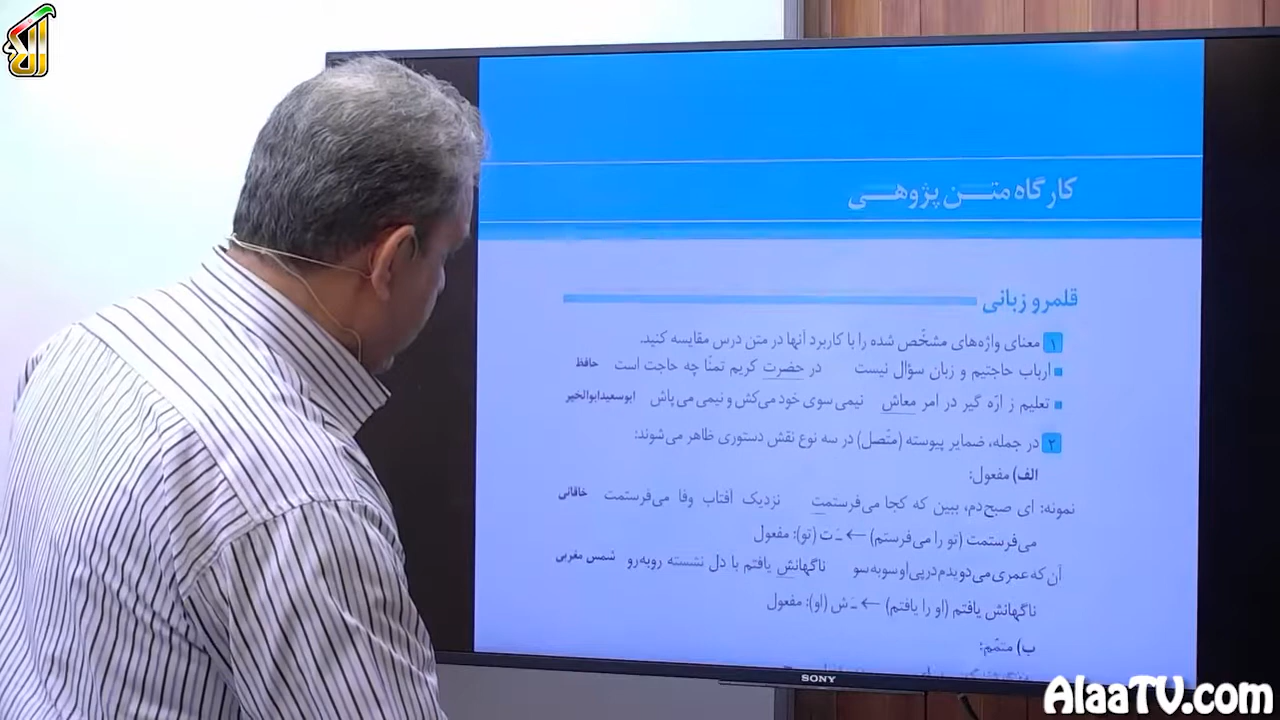 آلاء
کارگاه متن پژوهی
قلمرو زبانی
۱ معنای واژه‌های مشخّص شده را با کاربرد آنها در متن درس مقایسه کنید.
ارباب حاجتیم و زبان سؤال نیست در حضرت کریم تمنّا چه حاجت است حافظ
تعلیم ز ارّه گیر در امر معاش نیمی سوی خود می‌کش و نیمی می‌پاش ابوسعیدابوالخیر
۲ در جمله، ضمایر پیوسته (متّصل) در سه نوع نقش دستوری ظاهر می‌شوند:
الف) مفعول:
نمونه: ای صبح‌دم، ببین که کجا می‌فرستمت نزدیک آفتاب وفا می‌فرستمت خاقانی
می‌فرستمت (تو را می‌فرستم) ← ـَ ت (تو): مفعول
آن که عمری می‌دویدم در پی او سو به سو ناگهانش یافتم با دل نشسته روبه‌رو شمس مغربی
ناگهانش یافتم (او را یافتم) ← ـَ ش (او): مفعول
ب) متمّم:
SONY
AlaaTV.com